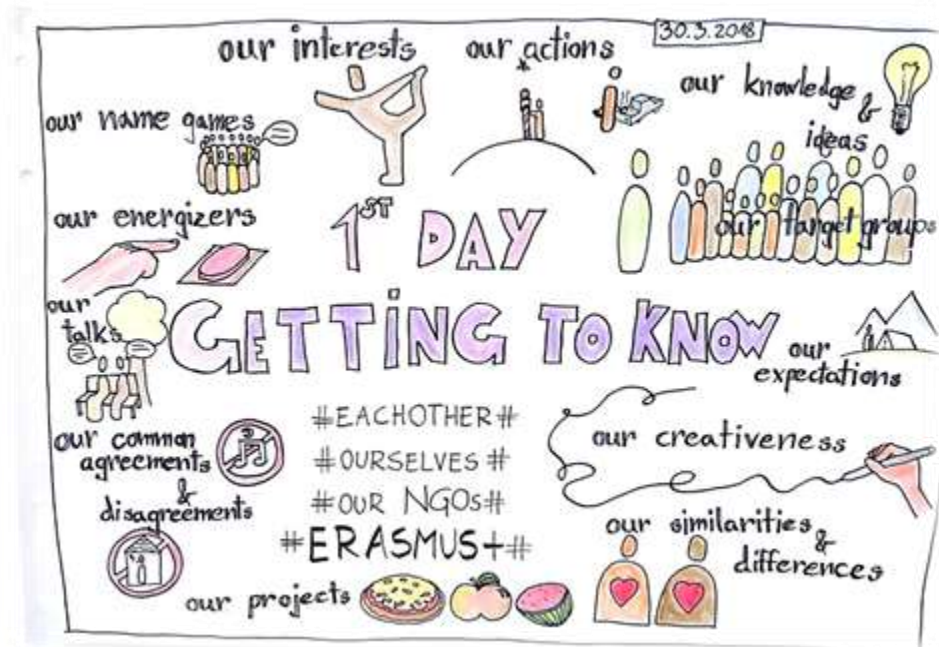 30.3.2018
our interests
our actions
our knowledge
&
ideas
our name games
our target groups
our energizers
1ST DAY
GETTING TO KNOW
our
talks
our
expectations
#EACHOTHER#
#OURSELVES#
#OUR NGOs#
#ERASMUS+#
our creativeness
our common
agreements
&
disagreements
our similarities
&
differences
our projects